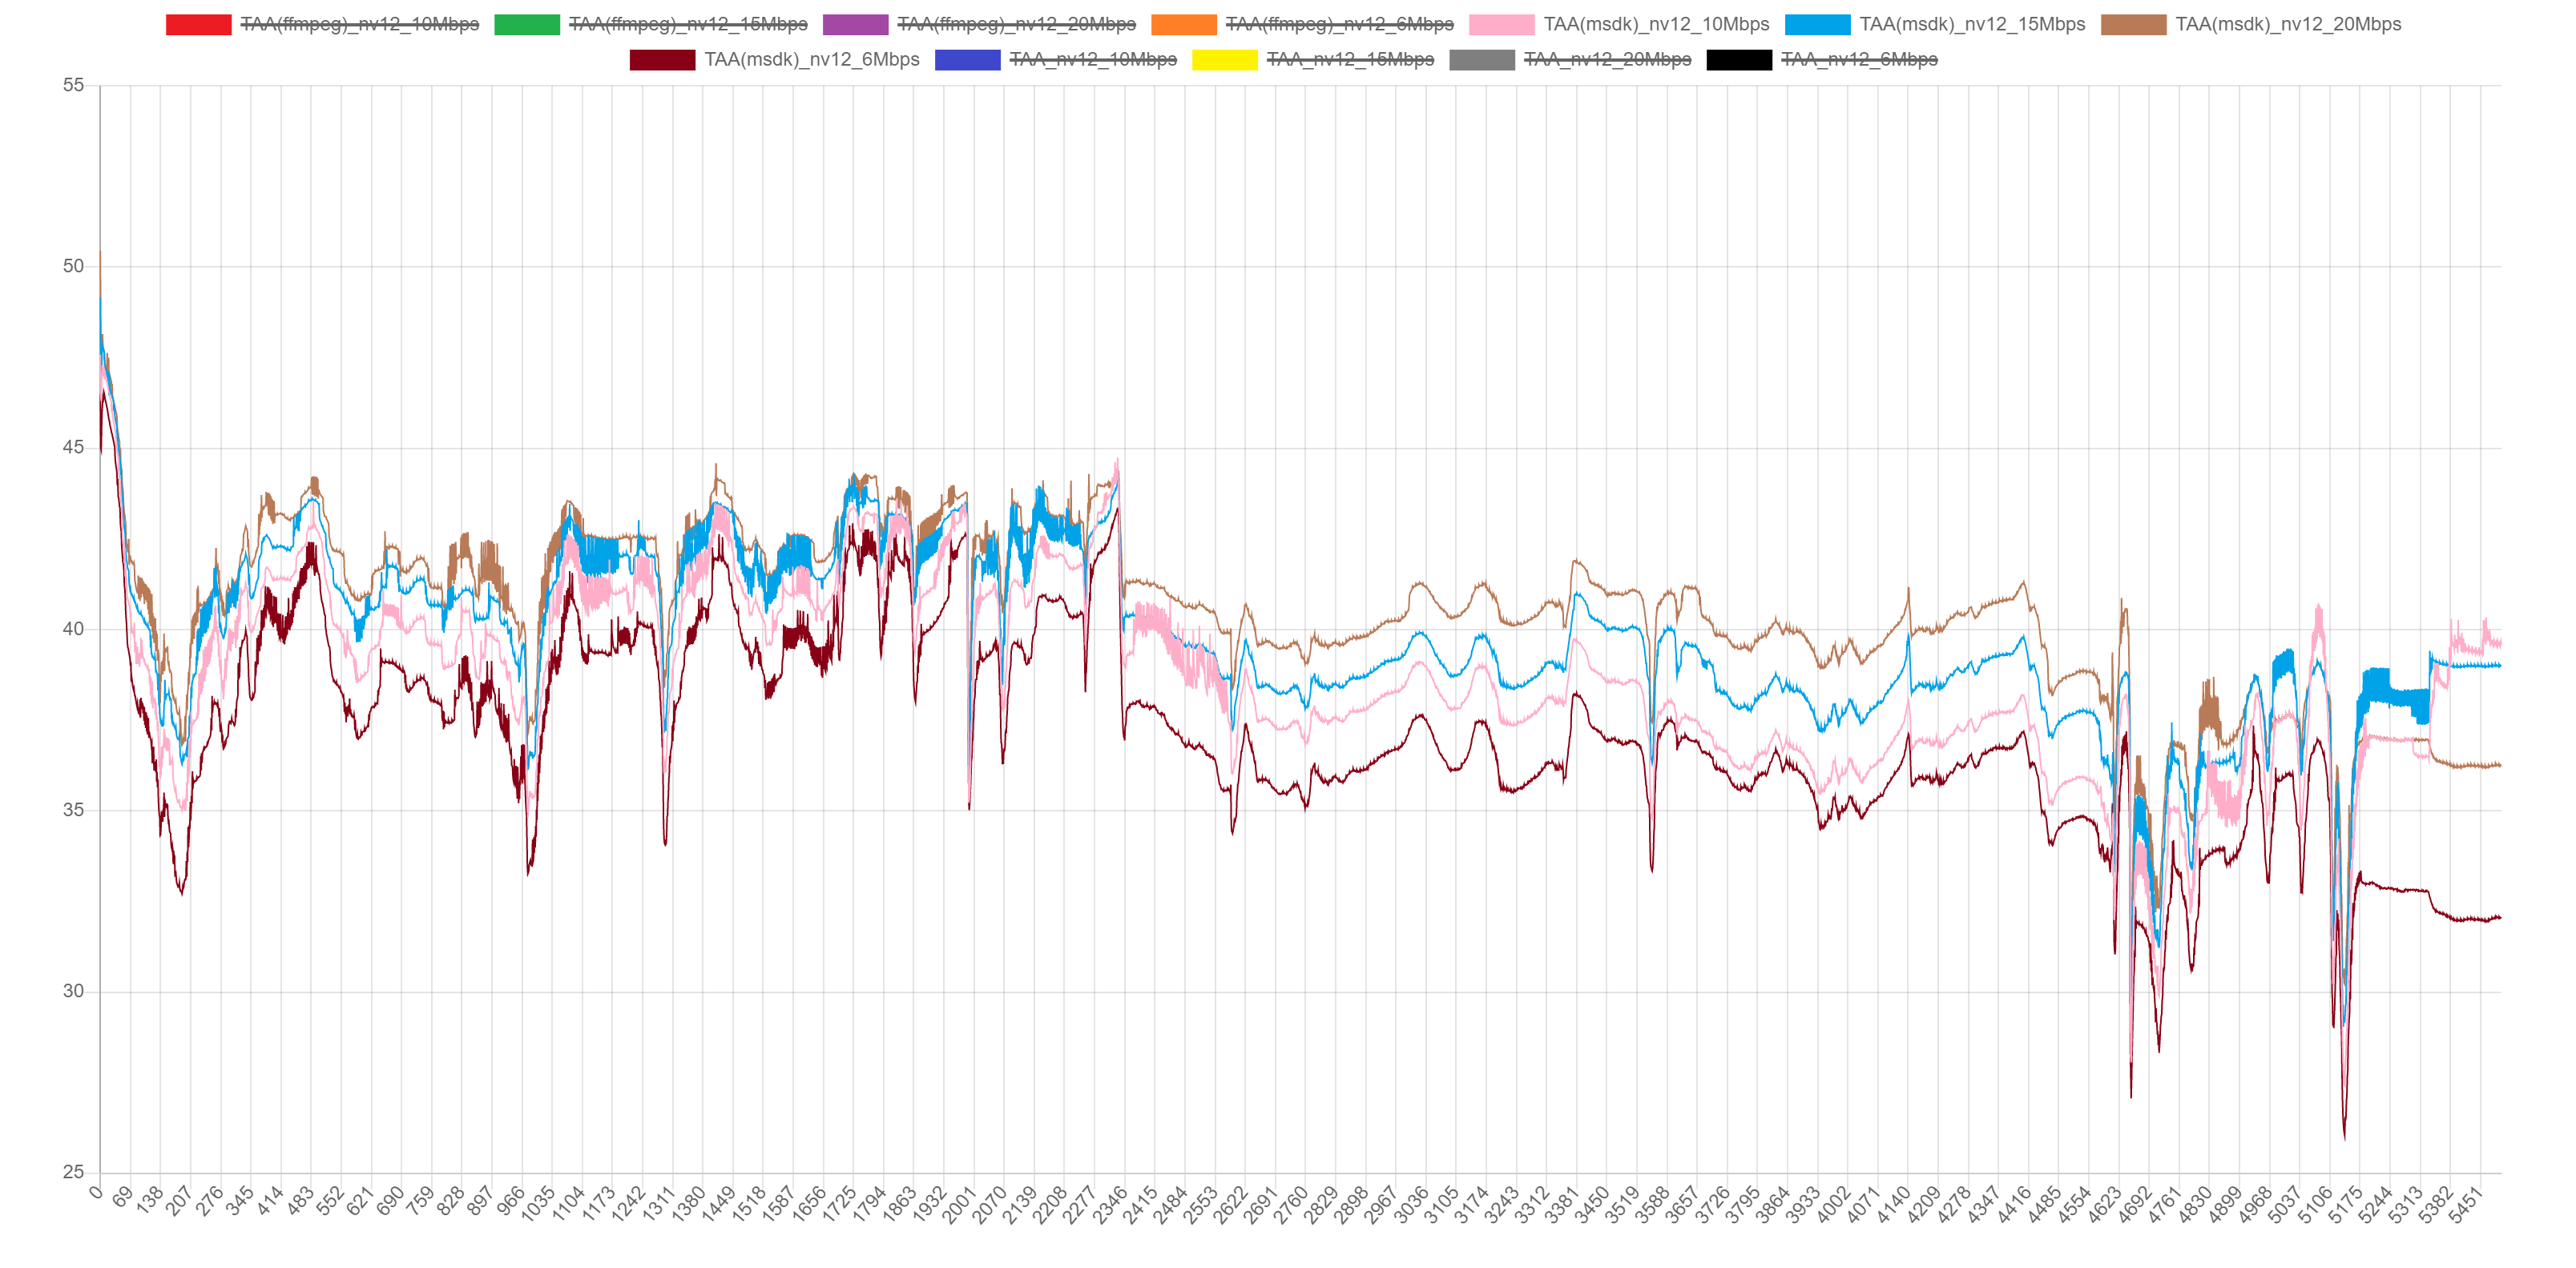 TAA(ffmpeg)_nv12_10Mbps TAA(ffmpeg)_nv12_15Mbps TAA(ffmpeg)_nv12_20Mbps TAA(ffmpeg)_nv12_6Mbps TAA(msdk)_nv12_10Mbps TAA(msdk)_nv12_15Mbps TAA(msdk)_nv12_20Mbps
TAA(msdk)_nv12_6Mbps TAA_nv12_10Mbps TAA_nv12_15Mbps TAA_nv12_20Mbps TAA_nv12_6Mbps
55
50
45
40
35
30
25
0 69 138 207 276 345 414 483 552 621 690 759 828 897 966 1035 1104 1173 1242 1311 1380 1449 1518 1587 1656 1725 1794 1863 1932 2001 2070 2139 2208 2277 2346 2415 2484 2553 2622 2691 2760 2829 2898 2967 3036 3105 3174 3243 3312 3381 3450 3519 3588 3657 3726 3795 3864 3933 4002 4071 4140 4209 4278 4347 4416 4485 4554 4623 4692 4761 4830 4899 4968 5037 5106 5175 5244 5313 5382 5451